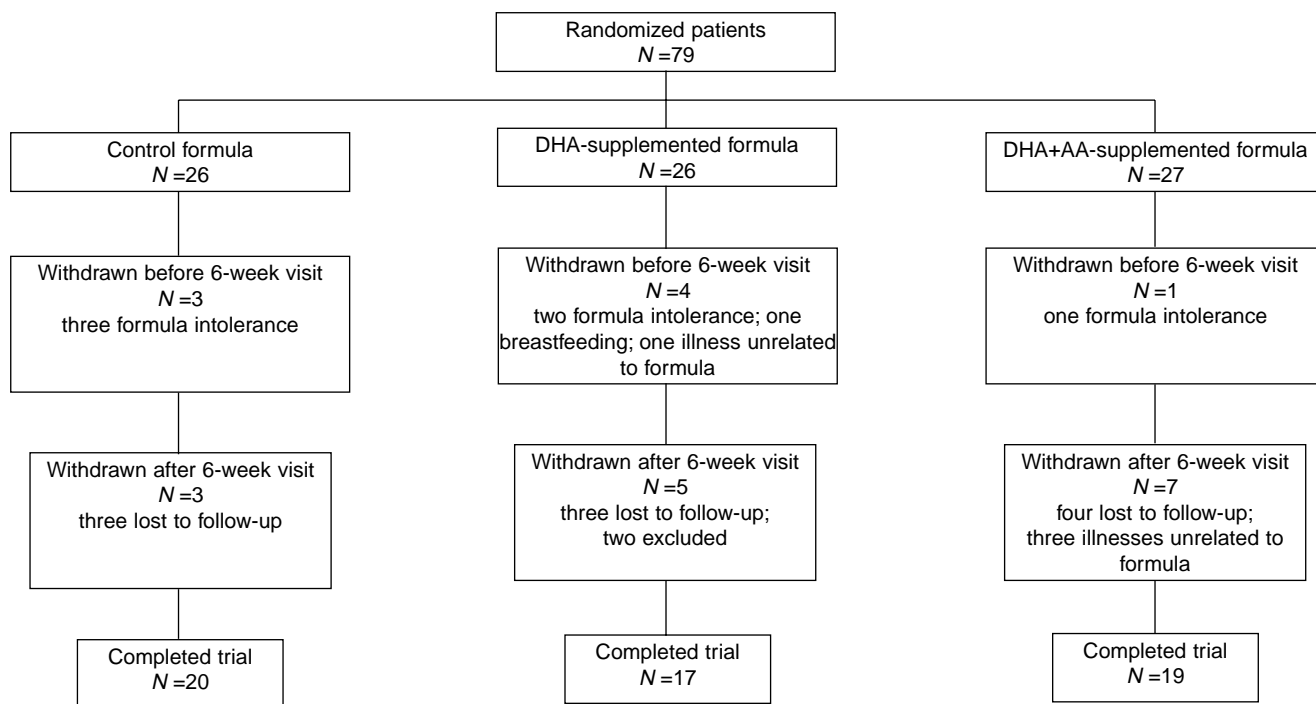 Randomized patients
N =79
Control formula
N =26
DHA-supplemented formula
N =26
DHA+AA-supplemented formula
N =27
Withdrawn before 6-week visit
N =3
three formula intolerance
Withdrawn before 6-week visit
N =4
two formula intolerance; one
breastfeeding; one illness unrelated
to formula
Withdrawn before 6-week visit
N =1
one formula intolerance
Withdrawn after 6-week visit
N =3
three lost to follow-up
Withdrawn after 6-week visit
N =5
three lost to follow-up;
two excluded
Withdrawn after 6-week visit
N =7
four lost to follow-up;
three illnesses unrelated to
formula
Completed trial
N =20
Completed trial
N =17
Completed trial
N =19